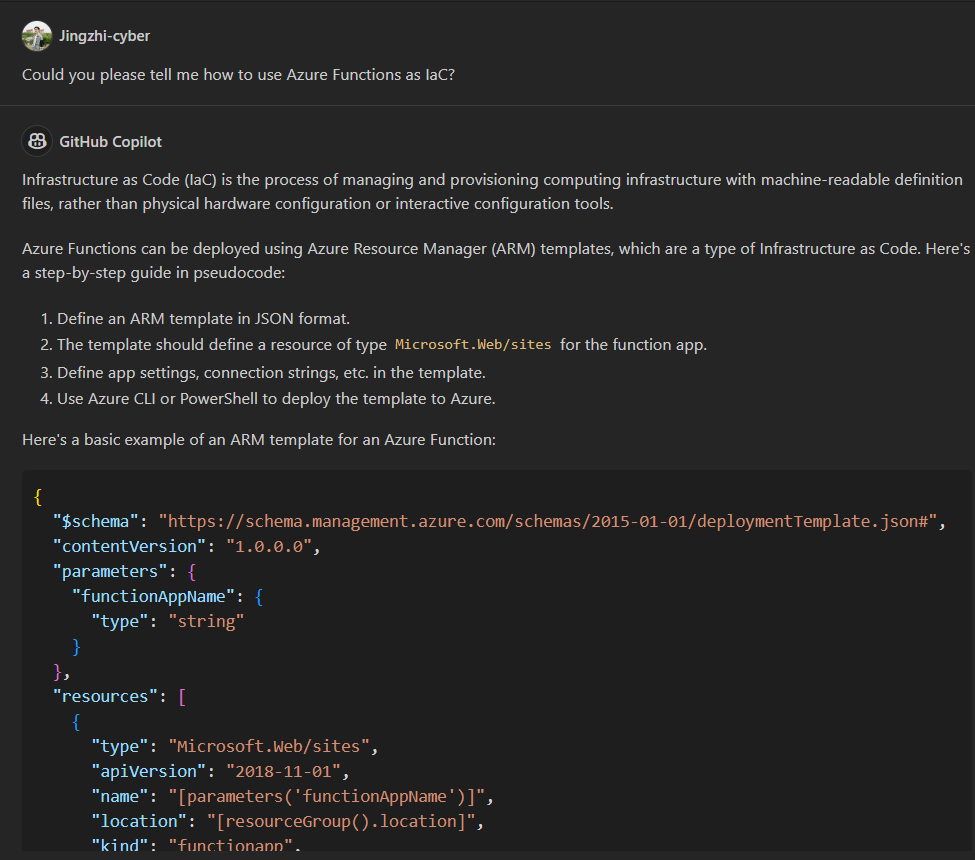 Jingzhi-cyber
Could you please tell me how to use Azure Functions as IaC?
GitHub Copilot
Infrastructure as Code (IaC) is the process of managing and provisioning computing infrastructure with machine-readable definition
files, rather than physical hardware configuration or interactive configuration tools.
Azure Functions can be deployed using Azure Resource Manager (ARM) templates, which are a type of Infrastructure as Code. Here's
a step-by-step guide in pseudocode:
1. Define an ARM template in JSON format.
2. The template should define a resource of type Microsoft.Web/sites for the function app.
3. Define app settings, connection strings, etc. in the template.
4. Use Azure CLI or PowerShell to deploy the template to Azure.
Here's a basic example of an ARM template for an Azure Function:
{
  "$schema": "https://schema.management.azure.com/schemas/2015-01-01/deploymentTemplate.json#",
  "contentVersion": "1.0.0.0",
  "parameters": {
    "functionAppName": {
      "type": "string"
    }
  },
  "resources": [
    {
      "type": "Microsoft.Web/sites",
      "apiVersion": "2018-11-01",
      "name": "[parameters('functionAppName')]",
      "location": "[resourceGroup().location]",
      "kind": "functionapp",